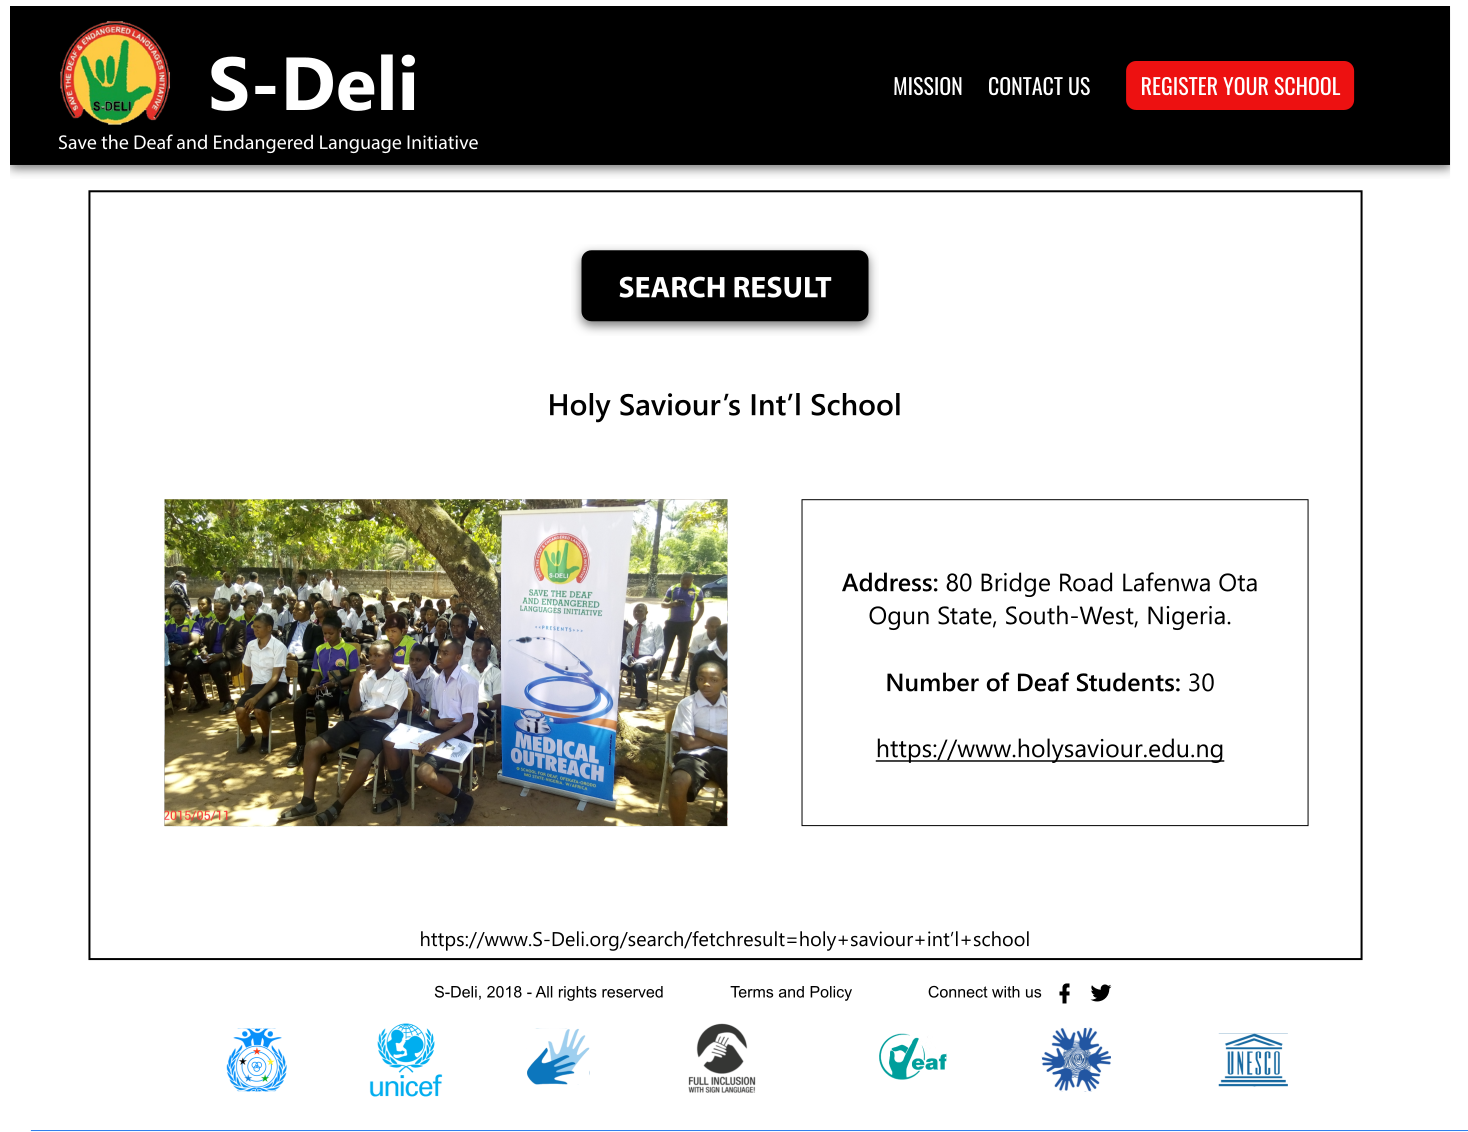 SAVE THE DEAF & ENDANGERED LANGUAGES INITIATIVE
S-DELI
S-Deli
Save the Deaf and Endangered Language Initiative
MISSION CONTACT US REGISTER YOUR SCHOOL
SEARCH RESULT
Holy Saviour’s Int’l School
S-DELI
SAVE THE DEAF
AND ENDANGERED
LANGUAGES INITIATIVE
PRESENTS
MEDICAL
OUTREACH
2015/05/11
Address: 80 Bridge Road Lafenwa Ota
Ogun State, South-West, Nigeria.
Number of Deaf Students: 30
https://www.holysaviour.edu.ng
https://www.S-Deli.org/search/fetchresult=holy+saviour+int’l+school
S-Deli, 2018 - All rights reserved Terms and Policy Connect with us
unicef
FULL INCLUSION
WITH SIGN LANGUAGE!
Deaf
UNESCO